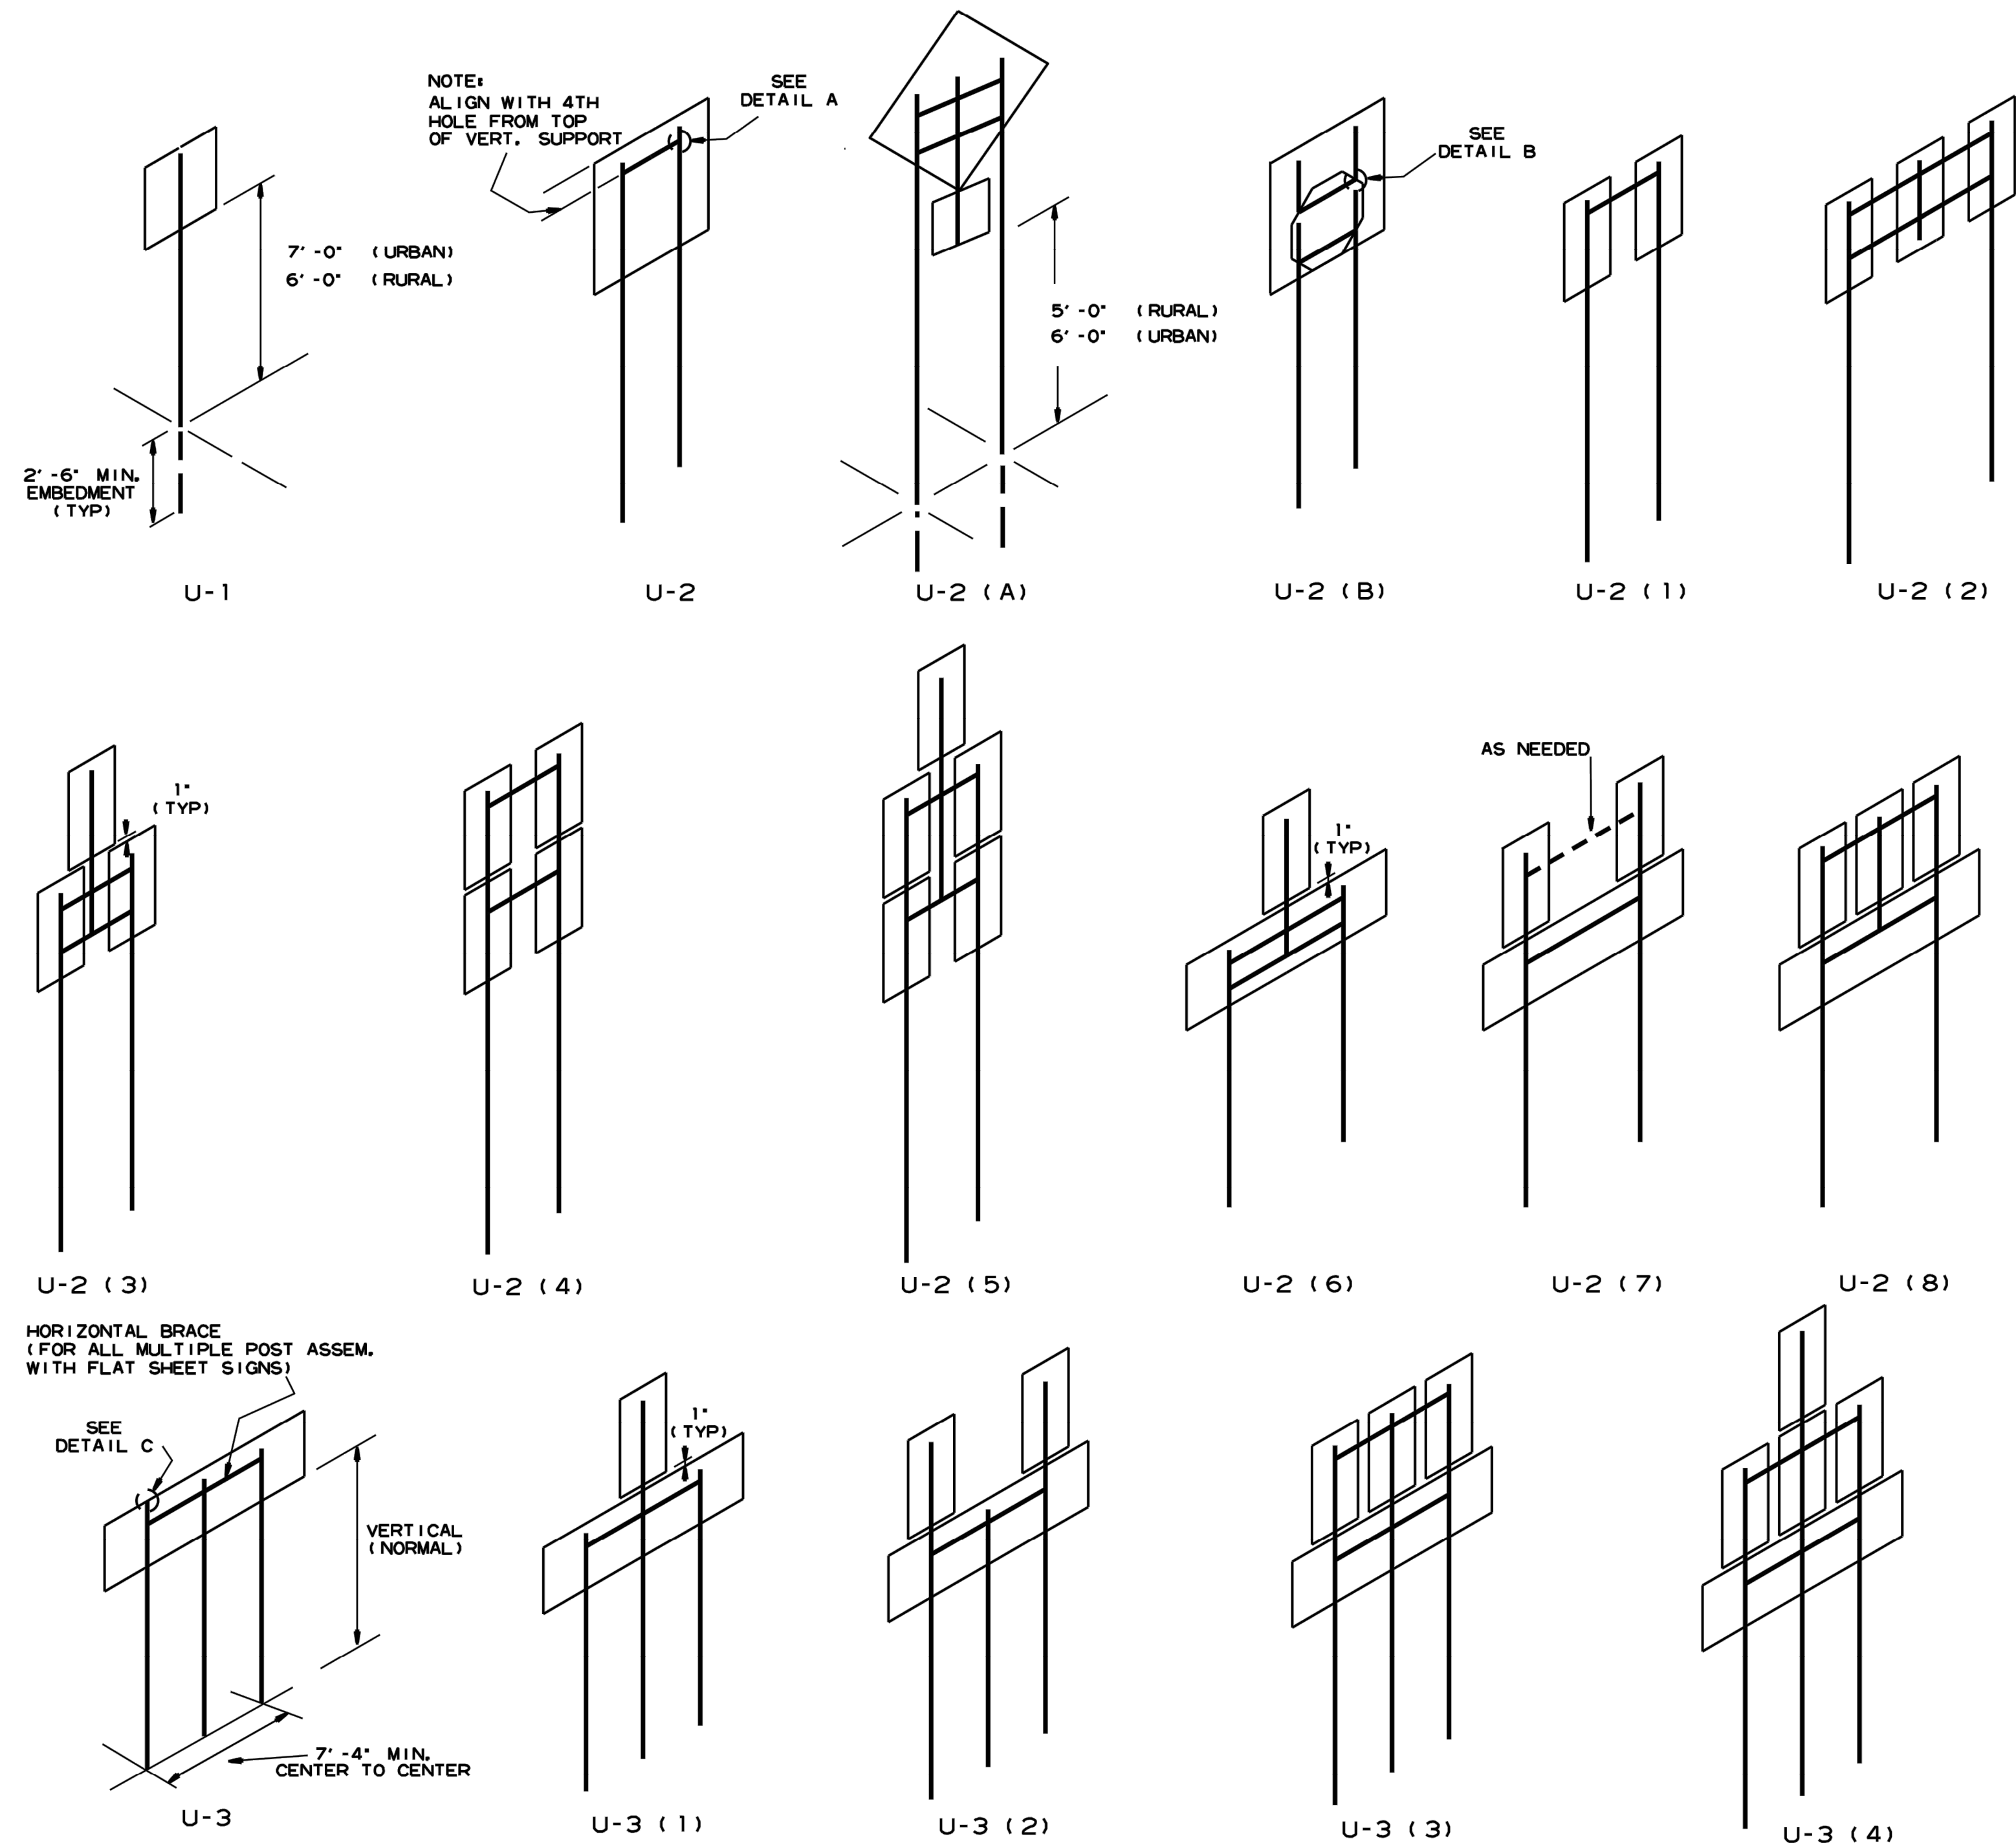 NOTE:
ALIGN WITH 4TH
HOLE FROM TOP
OF VERT. SUPPORT
SEE
DETAIL A
SEE
DETAIL B
7'-0" (URBAN)
6'-0" (RURAL)
5'-0" (RURAL)
6'-0" (URBAN)
2'-6" MIN.
EMBEDMENT
(TYP)
U-1
U-2
U-2 (A)
U-2 (B)
U-2 (1)
U-2 (2)
1"
(TYP)
1"
(TYP)
AS NEEDED
U-2 (3)
U-2 (4)
U-2 (5)
U-2 (6)
U-2 (7)
U-2 (8)
HORIZONTAL BRACE
(FOR ALL MULTIPLE POST ASSEM.
WITH FLAT SHEET SIGNS)
SEE
DETAIL C
1"
(TYP)
VERTICAL
(NORMAL)
7'-4" MIN.
CENTER TO CENTER
U-3
U-3 (1)
U-3 (2)
U-3 (3)
U-3 (4)